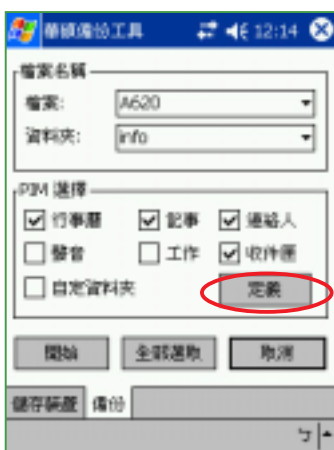 華碩備份工具 12:14
檔案名稱
檔案: A620
資料夾: info
PIM 選擇
行事曆 記事 連絡人
聲音 工作 收件匣
自定資料夾 定義
開始 全部選取 取消
儲存裝置 備份
ㄅ